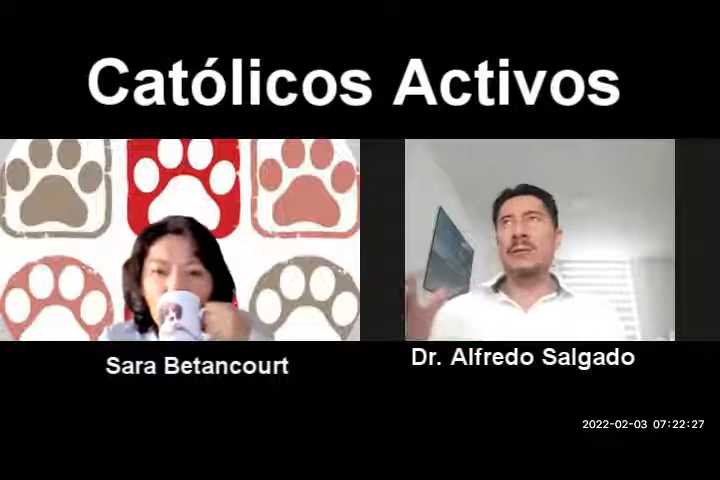 Católicos Activos
Sara Betancourt
Dr. Alfredo Salgado
2022-02-03 07:22:27